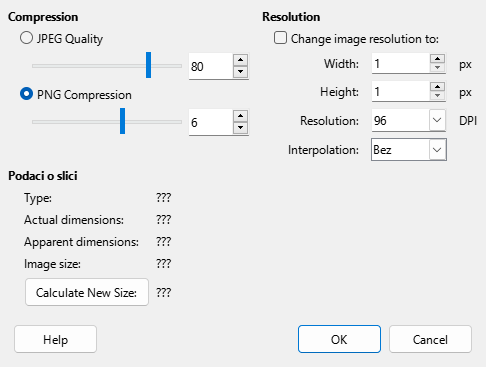 Compression
JPEG Quality
80
PNG Compression
6
Resolution
Change image resolution to:
Width: 1 px
Height: 1 px
Resolution: 96 DPI
Interpolation: Bez
Podaci o slici
Type: ???
Actual dimensions: ???
Apparent dimensions: ???
Image size: ???
Calculate New Size: ???
Help
OK
Cancel